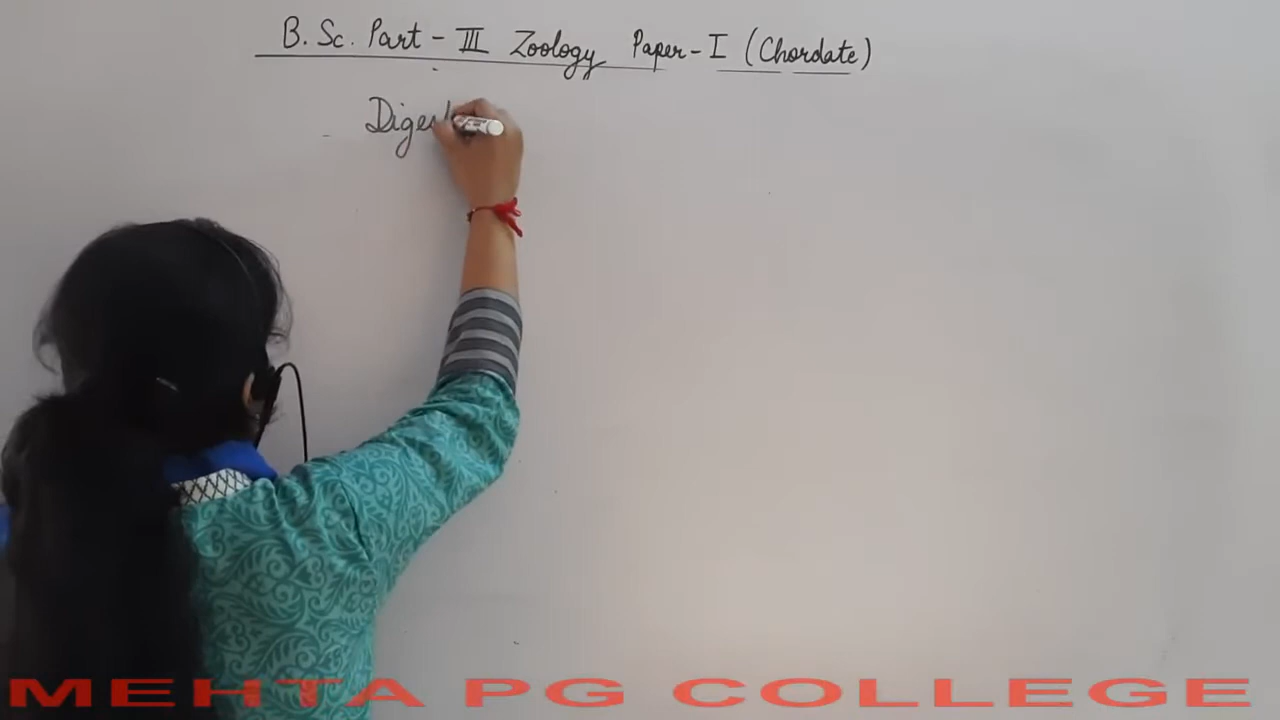 B. Sc. Part - III Zoology Paper - I (Chordate)
MEHTA PG COLLEGE